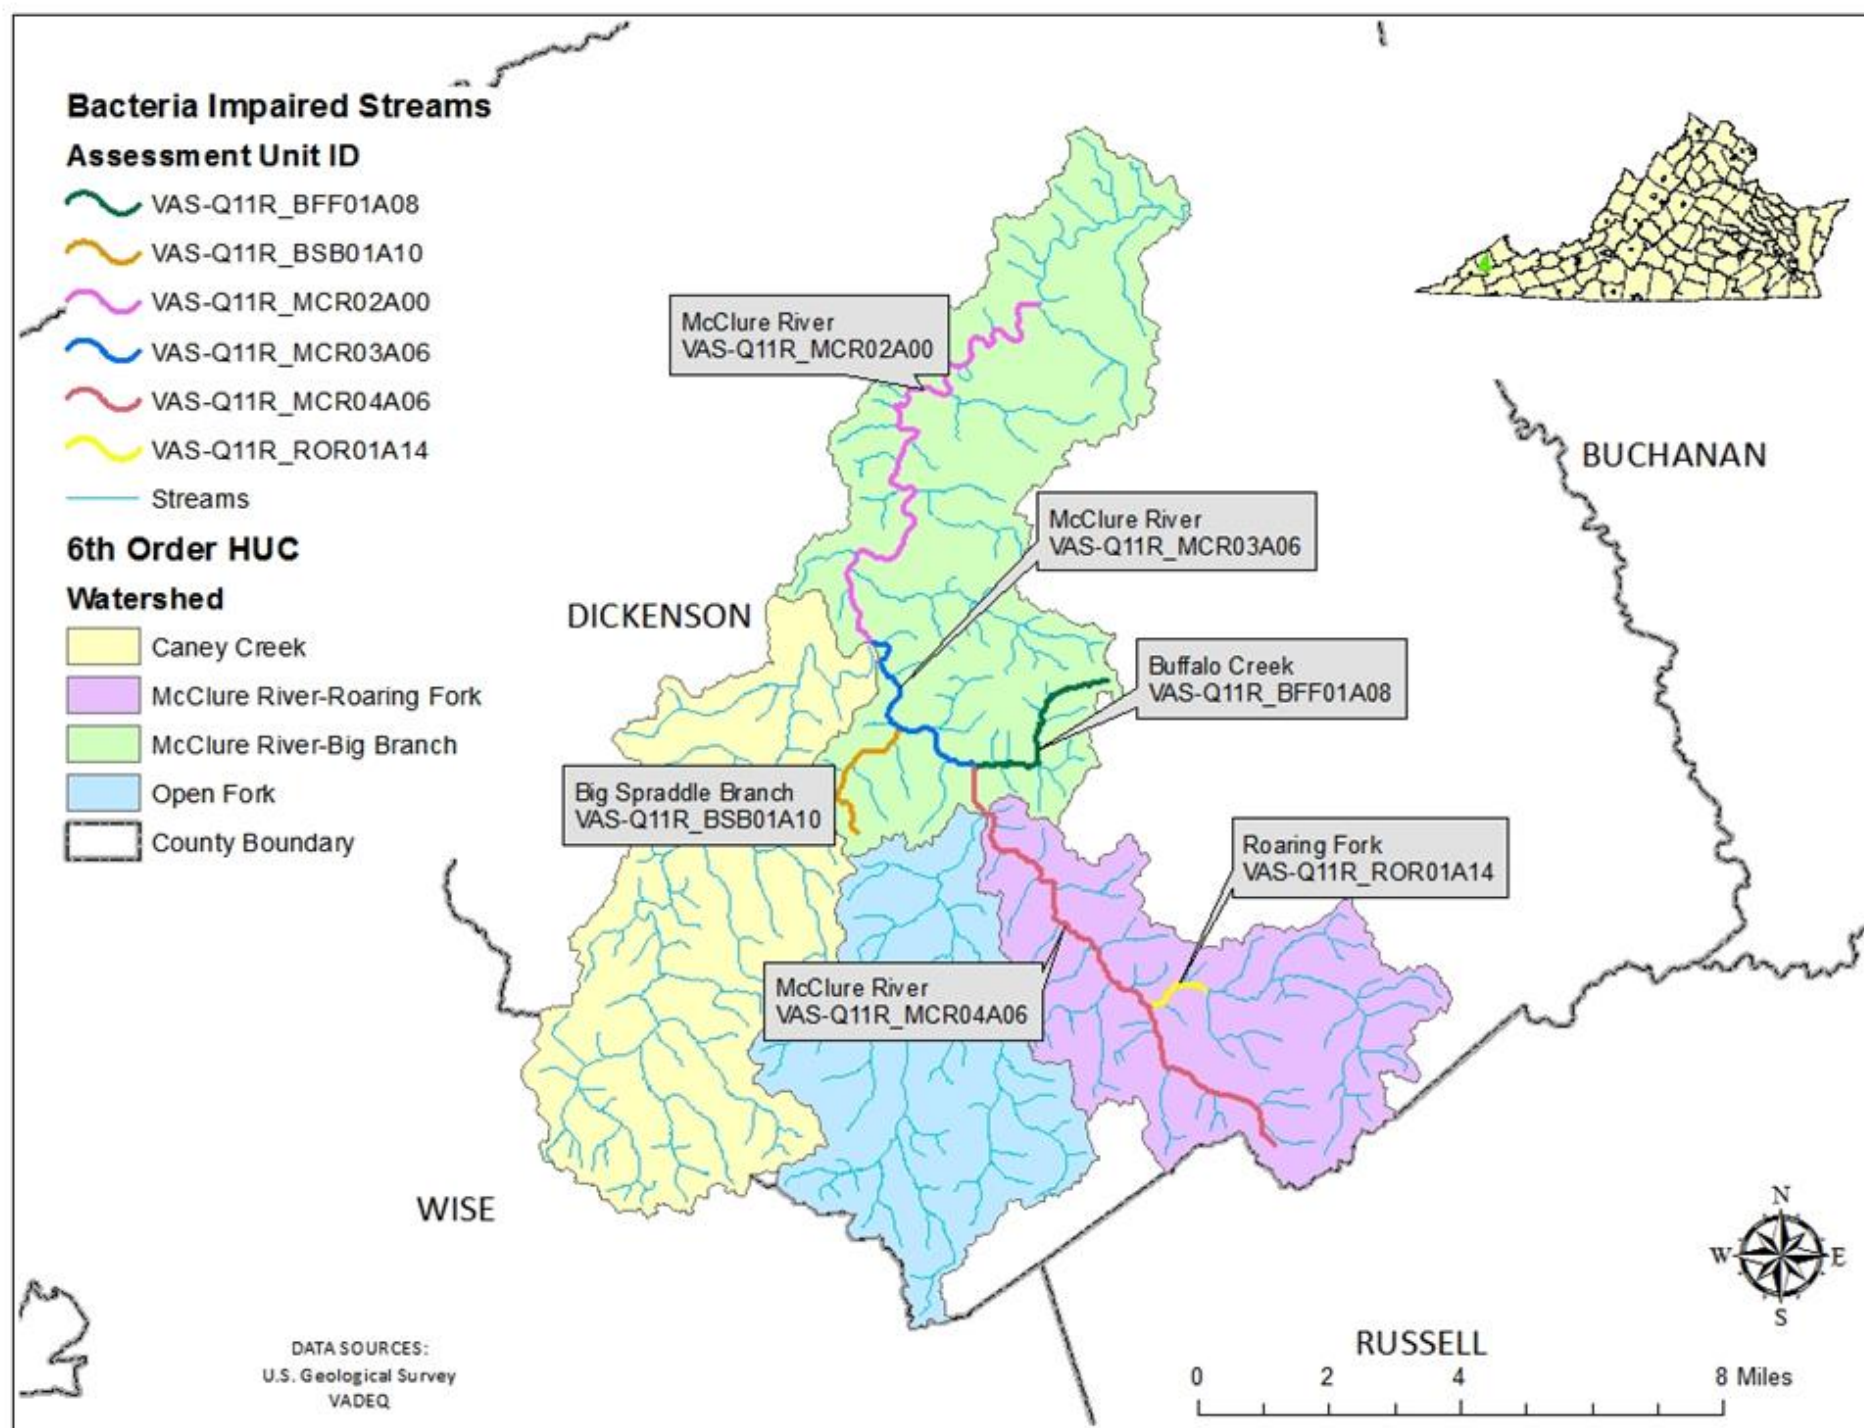 Bacteria Impaired Streams
Assessment Unit ID
VAS-Q11R_BFF01A08
VAS-Q11R_BSB01A10
VAS-Q11R_MCR02A00
VAS-Q11R_MCR03A06
VAS-Q11R_MCR04A06
VAS-Q11R_ROR01A14
Streams
6th Order HUC
Watershed
Caney Creek
McClure River-Roaring Fork
McClure River-Big Branch
Open Fork
County Boundary
McClure River
VAS-Q11R_MCR02A00
BUCHANAN
McClure River
VAS-Q11R_MCR03A06
DICKENSON
Buffalo Creek
VAS-Q11R_BFF01A08
Big Spraddle Branch
VAS-Q11R_BSB01A10
Roaring Fork
VAS-Q11R_ROR01A14
McClure River
VAS-Q11R_MCR04A06
WISE
N
W E
S
RUSSELL
DATA SOURCES:
U.S. Geological Survey
VADEQ
0 2 4 8 Miles